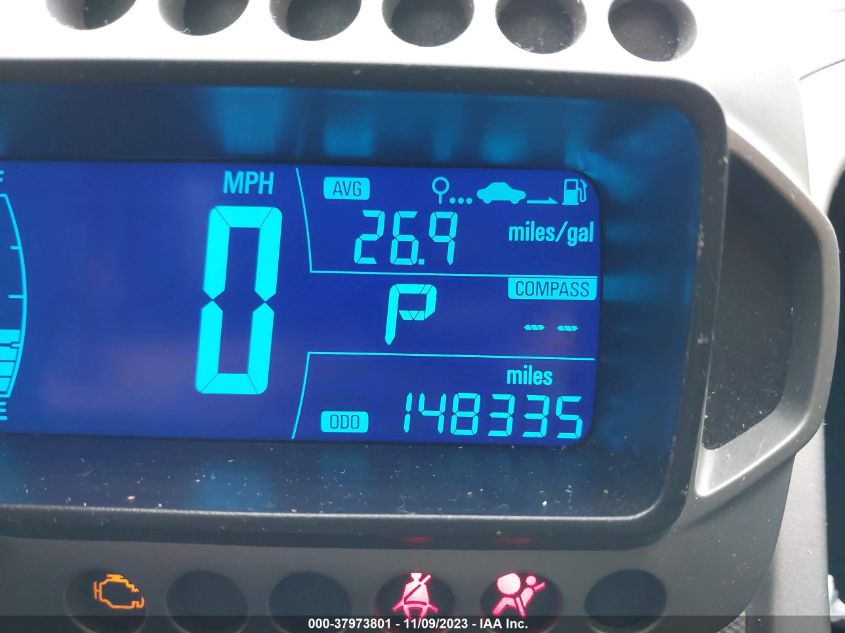 F
MPH
AVG
26.9
miles/gal
0
P
COMPASS
-- --
miles
ODO
148335
E
000-37973801 - 11/09/2023 - IAA Inc.